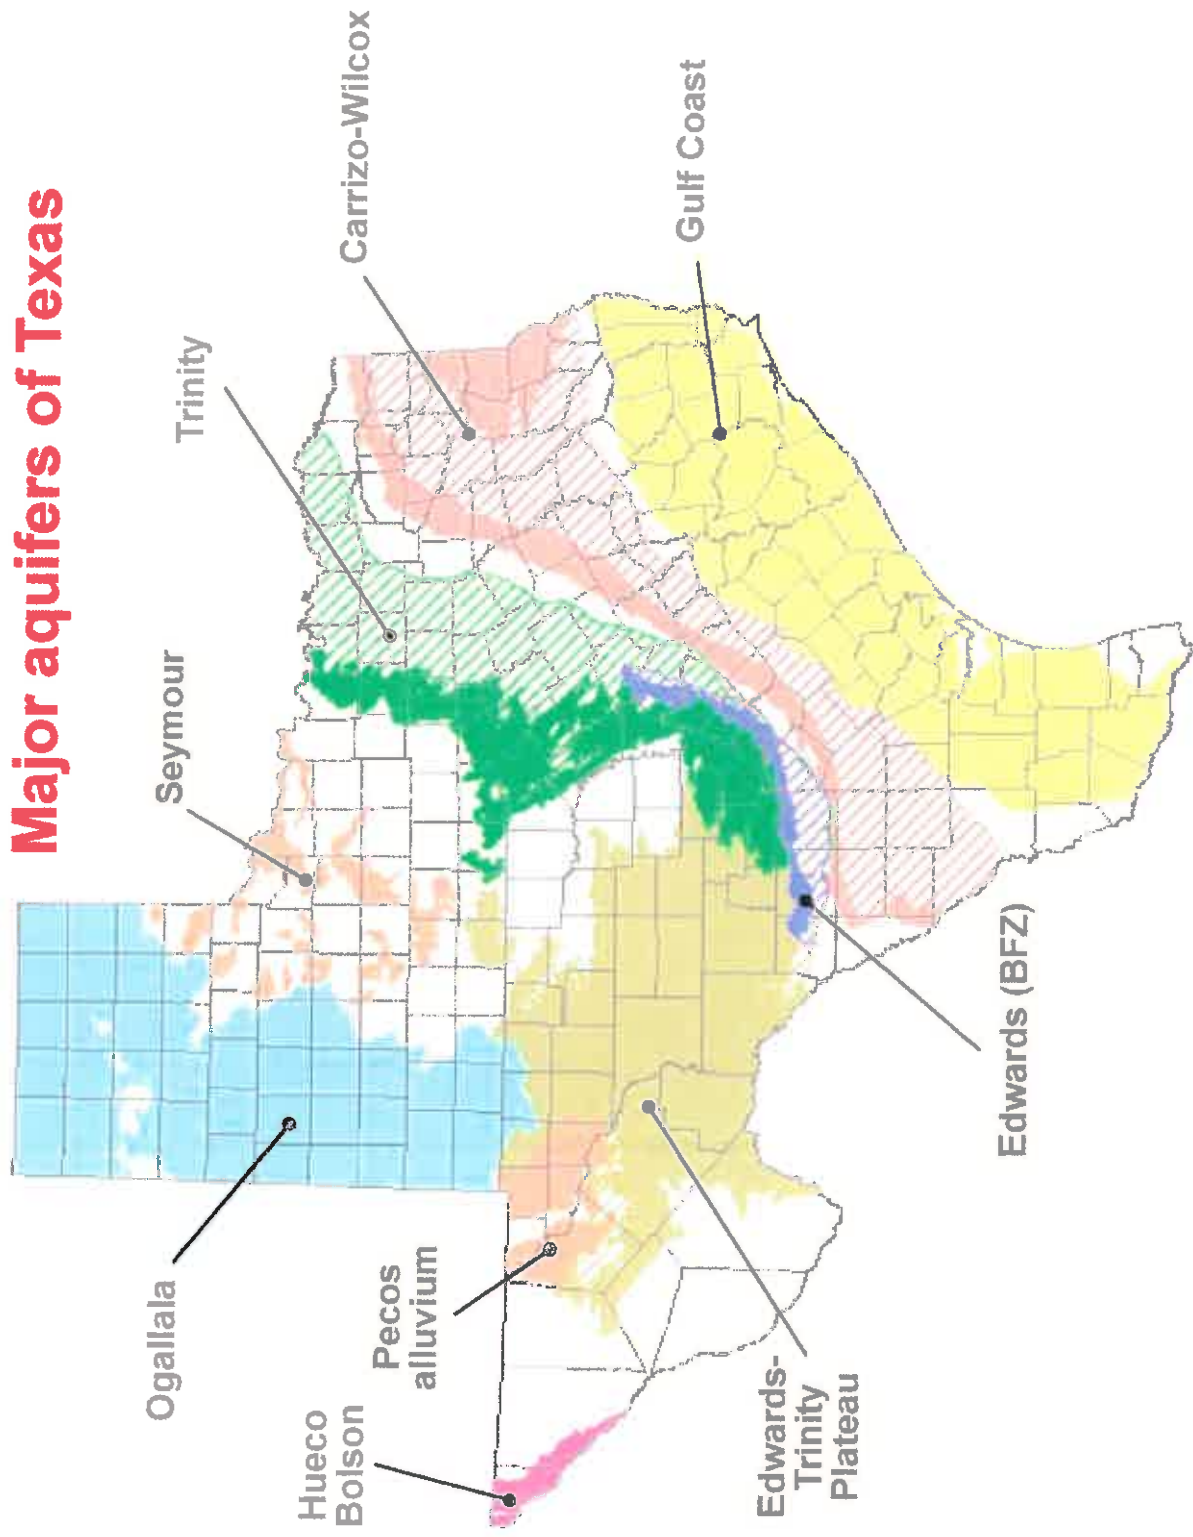 Major aquifers of Texas
Ogallala
Seymour
Trinity
Carrizo-Wilcox
Hueco
Bolson
Pecos
alluvium
Gulf Coast
Edwards-
Trinity
Plateau
Edwards (BFZ)